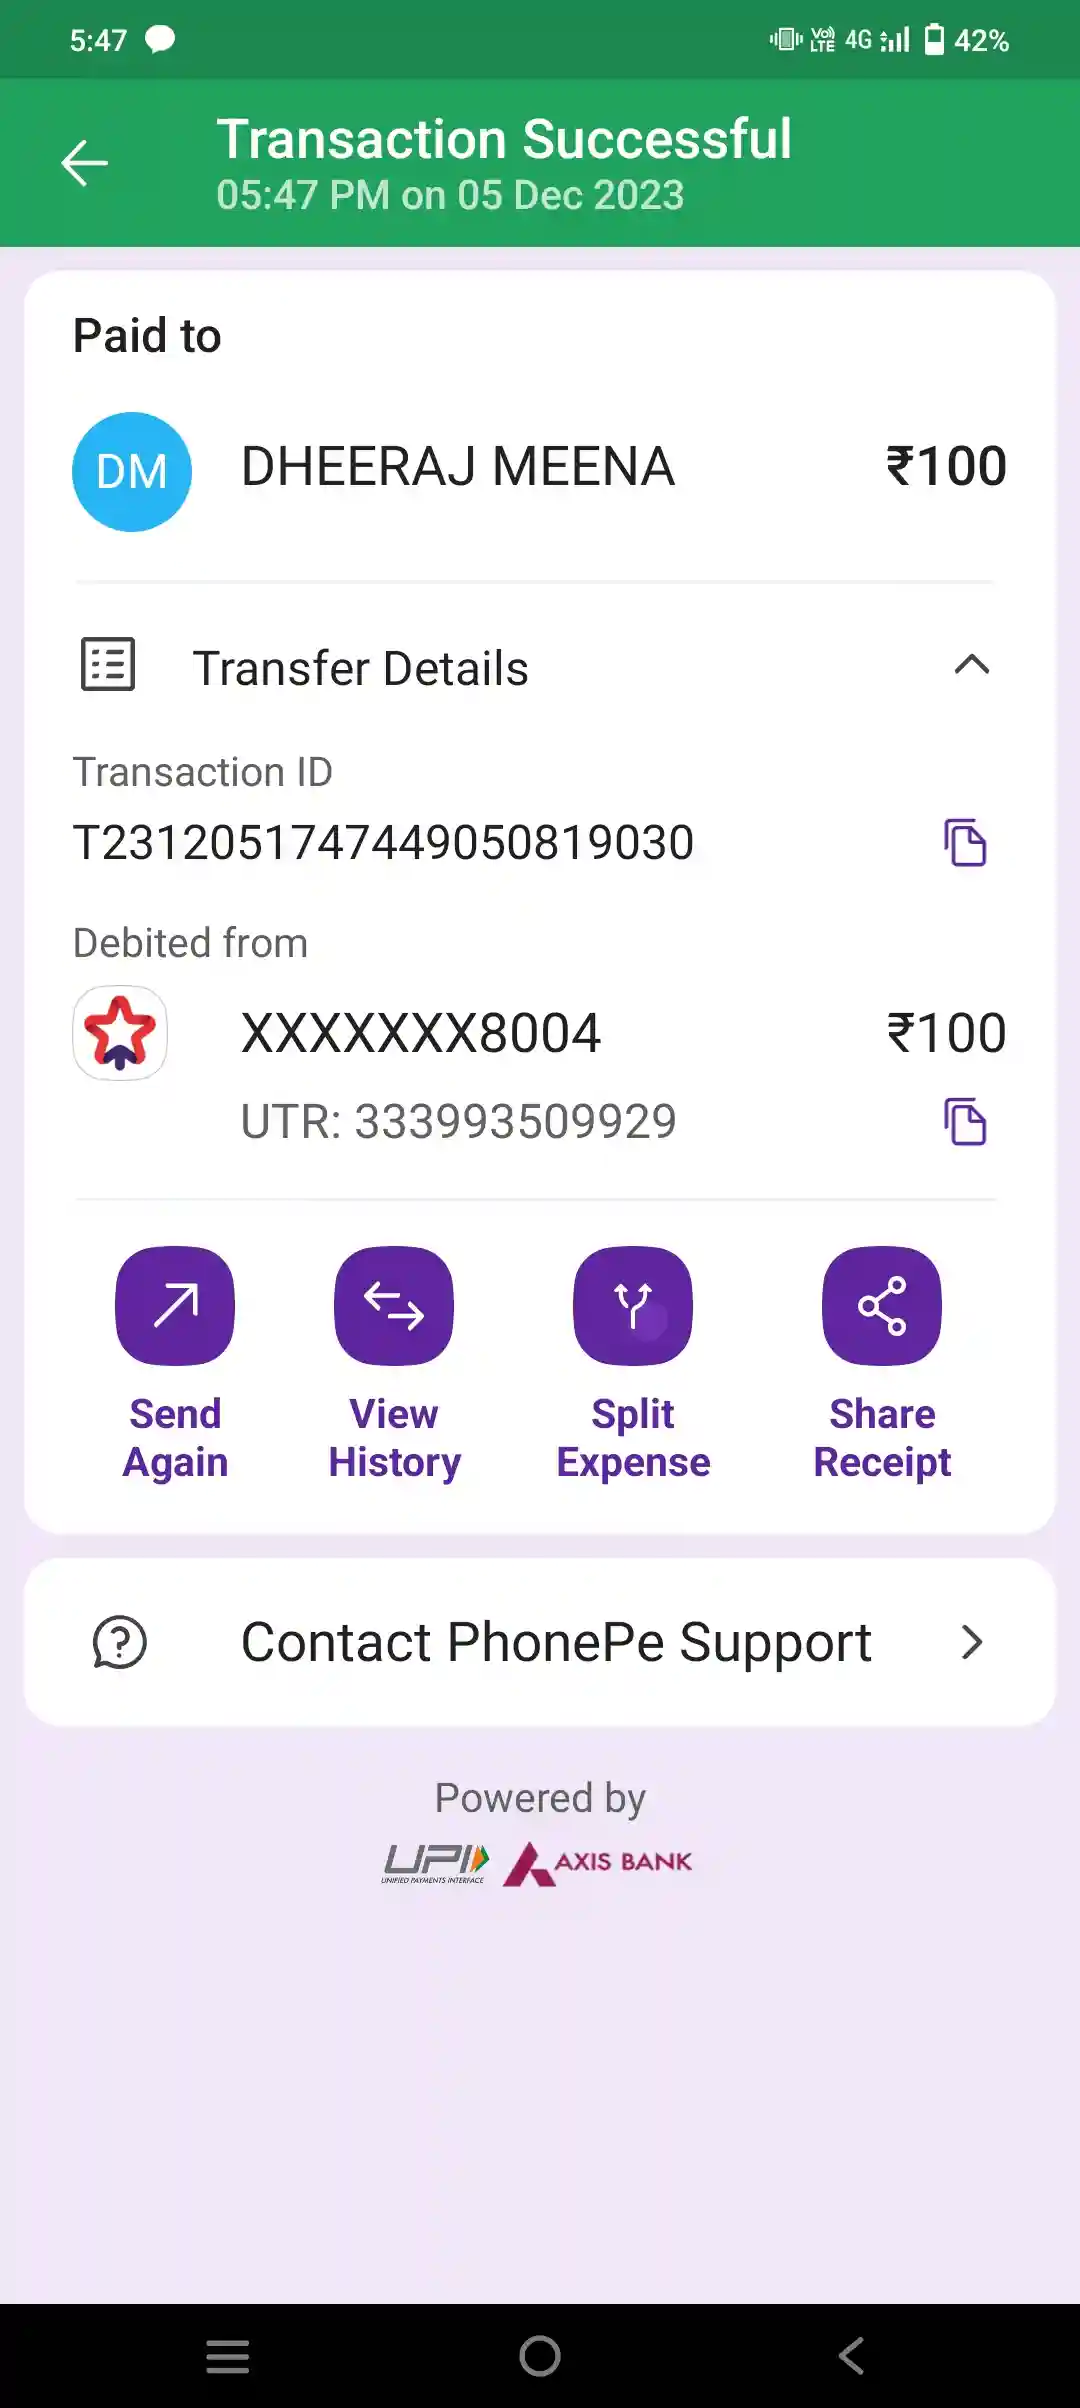 5:47 Vo) LTE 4G 42%
Transaction Successful
05:47 PM on 05 Dec 2023
Paid to
DM DHEERAJ MEENA ₹100
Transfer Details
Transaction ID
T2312051747449050819030
Debited from
XXXXXXX8004 ₹100
UTR: 333993509929
Send Again
View History
Split Expense
Share Receipt
Contact PhonePe Support
Powered by
UPI AXIS BANK
UNIFIED PAYMENTS INTERFACE